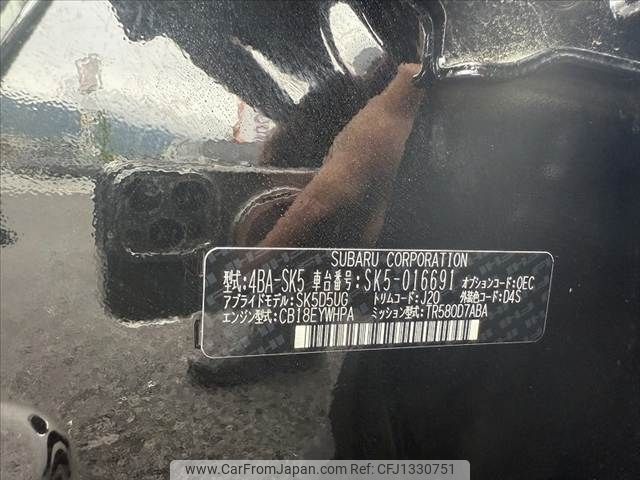 SUBARU CORPORATION
型式:4BA-SK5 車台番号:SK5-016691 オプションコード:QEC
アプライドモデル:SK5D5UG トリムコード:J20 外装色コード:D4S
エンジン型式:CB18EYWHPA ミッション型式:TR580D7ABA
www.CarFromJapan.com - CFJ1330751